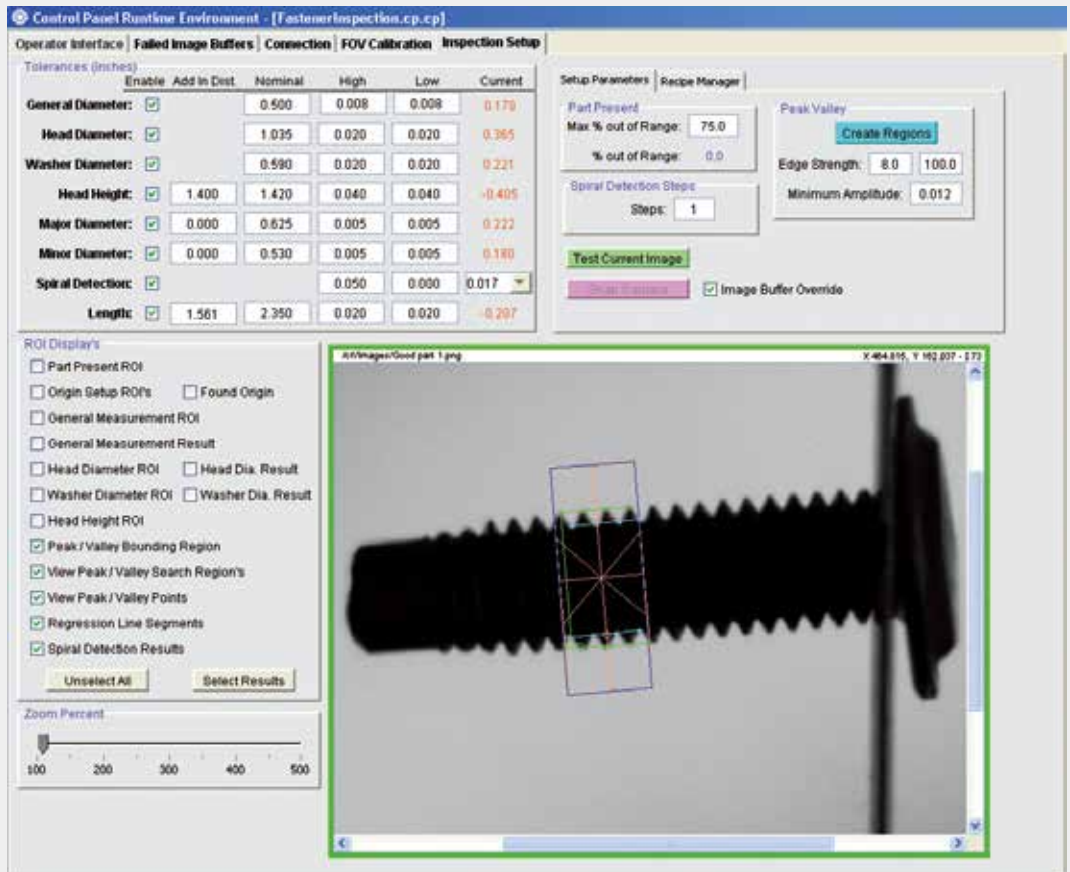 Control Panel Runtime Environment - [FastenerInspection.cp.cp]
Operator Interface Failed Image Buffers Connection FOV Calibration Inspection Setup
Tolerances (inches)
Enable Add In Dist. Nominal High Low Current
General Diameter: 0.500 0.008 0.008 0.170
Head Diameter: 1.035 0.020 0.020 0.365
Washer Diameter: 0.590 0.020 0.020 0.221
Head Height: 1.400 1.420 0.040 0.040 -0.405
Major Diameter: 0.000 0.625 0.005 0.005 0.222
Minor Diameter: 0.000 0.530 0.005 0.005 0.180
Spiral Detection: 0.050 0.000 0.017
Length: 1.561 2.350 0.020 0.020 -0.207
Setup Parameters Recipe Manager
Part Present
Max % out of Range: 75.0
% out of Range: 0.0
Spiral Detection Steps
Steps: 1
Peak Valley
Create Regions
Edge Strength: 8.0 100.0
Minimum Amplitude: 0.012
Test Current Image
Image Buffer Override
ROI Display's
Part Present ROI
Origin Setup ROI's Found Origin
General Measurement ROI
General Measurement Result
Head Diameter ROI Head Dia. Result
Washer Diameter ROI Washer Dia. Result
Head Height ROI
Peak / Valley Bounding Region
View Peak / Valley Search Region's
View Peak / Valley Points
Regression Line Segments
Spiral Detection Results
Unselect All Select Results
Zoom Percent
100 200 300 400 500
/Images/Good part 1.png